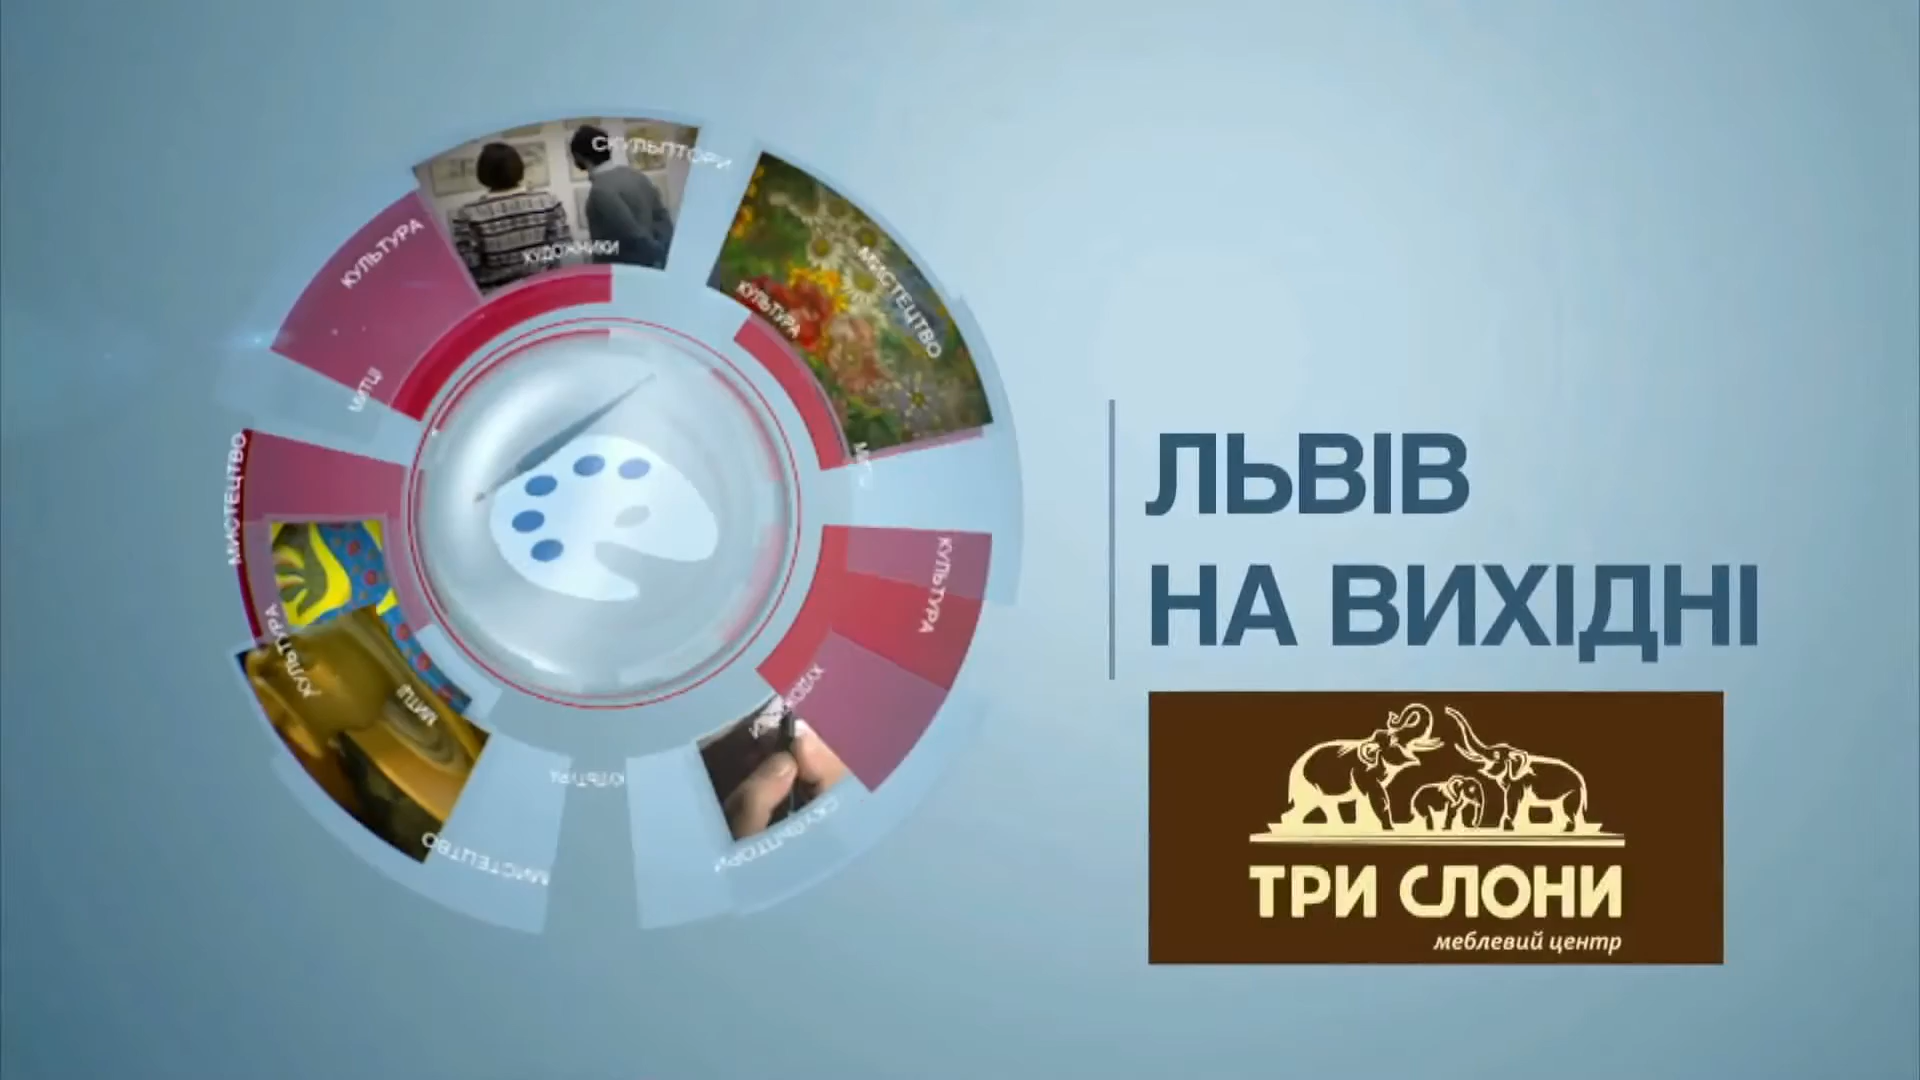 СКУЛЬПТОРИ
КУЛЬТУРА
ХУДОЖНИКИ
МИСТЕЦТВО
КУЛЬТУРА
МИТЦІ
МИСТЕЦТВО
КУЛЬТУРА
КУЛЬТУРА
МИТЦІ
КУЛЬТУРА
СКУЛЬПТОРИ
МИСТЕЦТВО
ЛЬВІВ
НА ВИХІДНІ
ТРИ СЛОНИ
меблевий центр